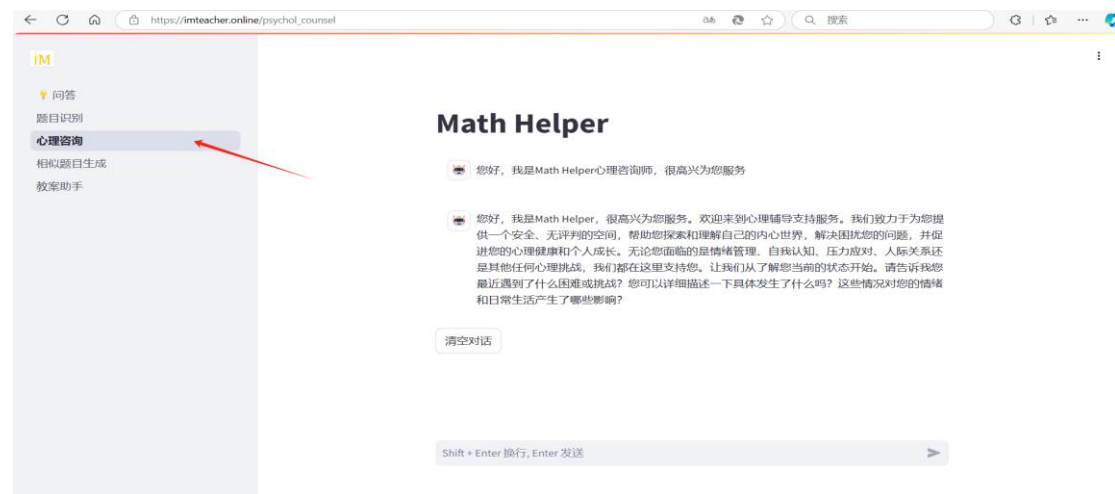 https://imteacher.online/psychol_counsel
搜索
iM
问答
题目识别
心理咨询
相似题目生成
教案助手
Math Helper
您好，我是Math Helper心理咨询师，很高兴为您服务
您好，我是Math Helper，很高兴为您服务。欢迎来到心理辅导支持服务。我们致力于为您提
供一个安全、无评判的空间，帮助您探索和理解自己的内心世界，解决困扰您的问题，并促
进您的心理健康和个人成长。无论您面临的是情绪管理、自我认知、压力应对、人际关系还
是其他任何心理挑战，我们都在这里支持您。让我们从了解您当前的状态开始。请告诉我您
最近遇到了什么困难或挑战？您可以详细描述一下具体发生了什么吗？这些情况对您的情绪
和日常生活产生了哪些影响？
清空对话
Shift + Enter 换行, Enter 发送